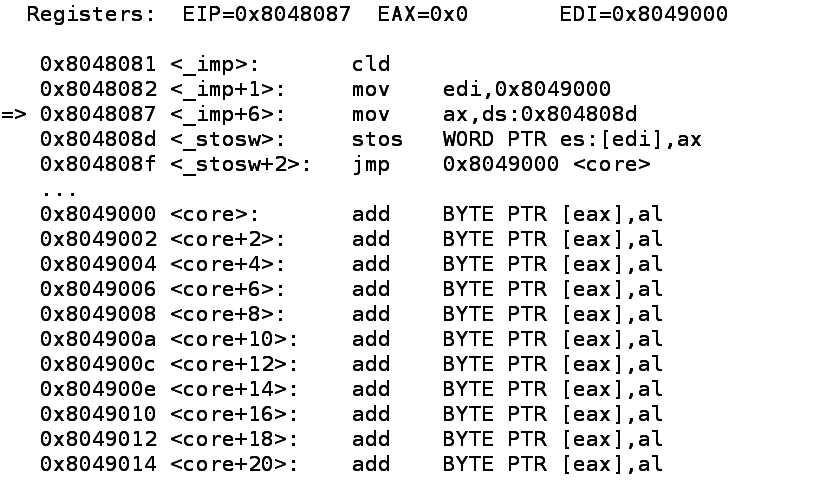 Registers: EIP=0x8048087 EAX=0x0 EDI=0x8049000
0x8048081 <_imp>: cld
0x8048082 <_imp+1>: mov edi,0x8049000
=> 0x8048087 <_imp+6>: mov ax,ds:0x804808d
0x804808d <_stosw>: stos WORD PTR es:[edi],ax
0x804808f <_stosw+2>: jmp 0x8049000 <core>
...
0x8049000 <core>: add BYTE PTR [eax],al
0x8049002 <core+2>: add BYTE PTR [eax],al
0x8049004 <core+4>: add BYTE PTR [eax],al
0x8049006 <core+6>: add BYTE PTR [eax],al
0x8049008 <core+8>: add BYTE PTR [eax],al
0x804900a <core+10>: add BYTE PTR [eax],al
0x804900c <core+12>: add BYTE PTR [eax],al
0x804900e <core+14>: add BYTE PTR [eax],al
0x8049010 <core+16>: add BYTE PTR [eax],al
0x8049012 <core+18>: add BYTE PTR [eax],al
0x8049014 <core+20>: add BYTE PTR [eax],al